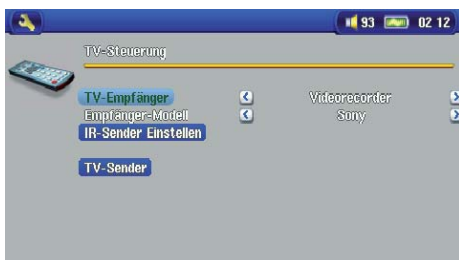 93 02 12
TV-Steuerung
TV-Empfänger Videorecorder
Empfänger-Modell Sony
IR-Sender Einstellen
TV-Sender